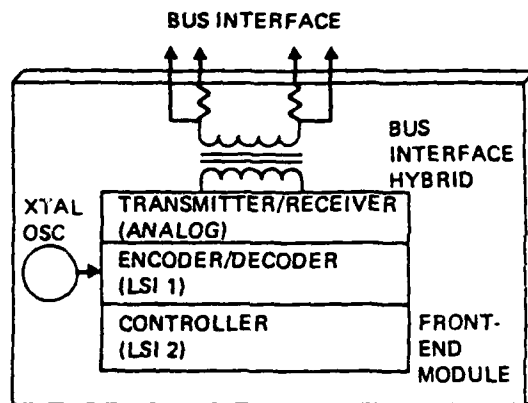 BUS INTERFACE
BUS
INTERFACE
HYBRID
XTAL
OSC
TRANSMITTER/RECEIVER
(ANALOG)
ENCODER/DECODER
(LSI 1)
CONTROLLER
(LSI 2)
FRONT-
END
MODULE